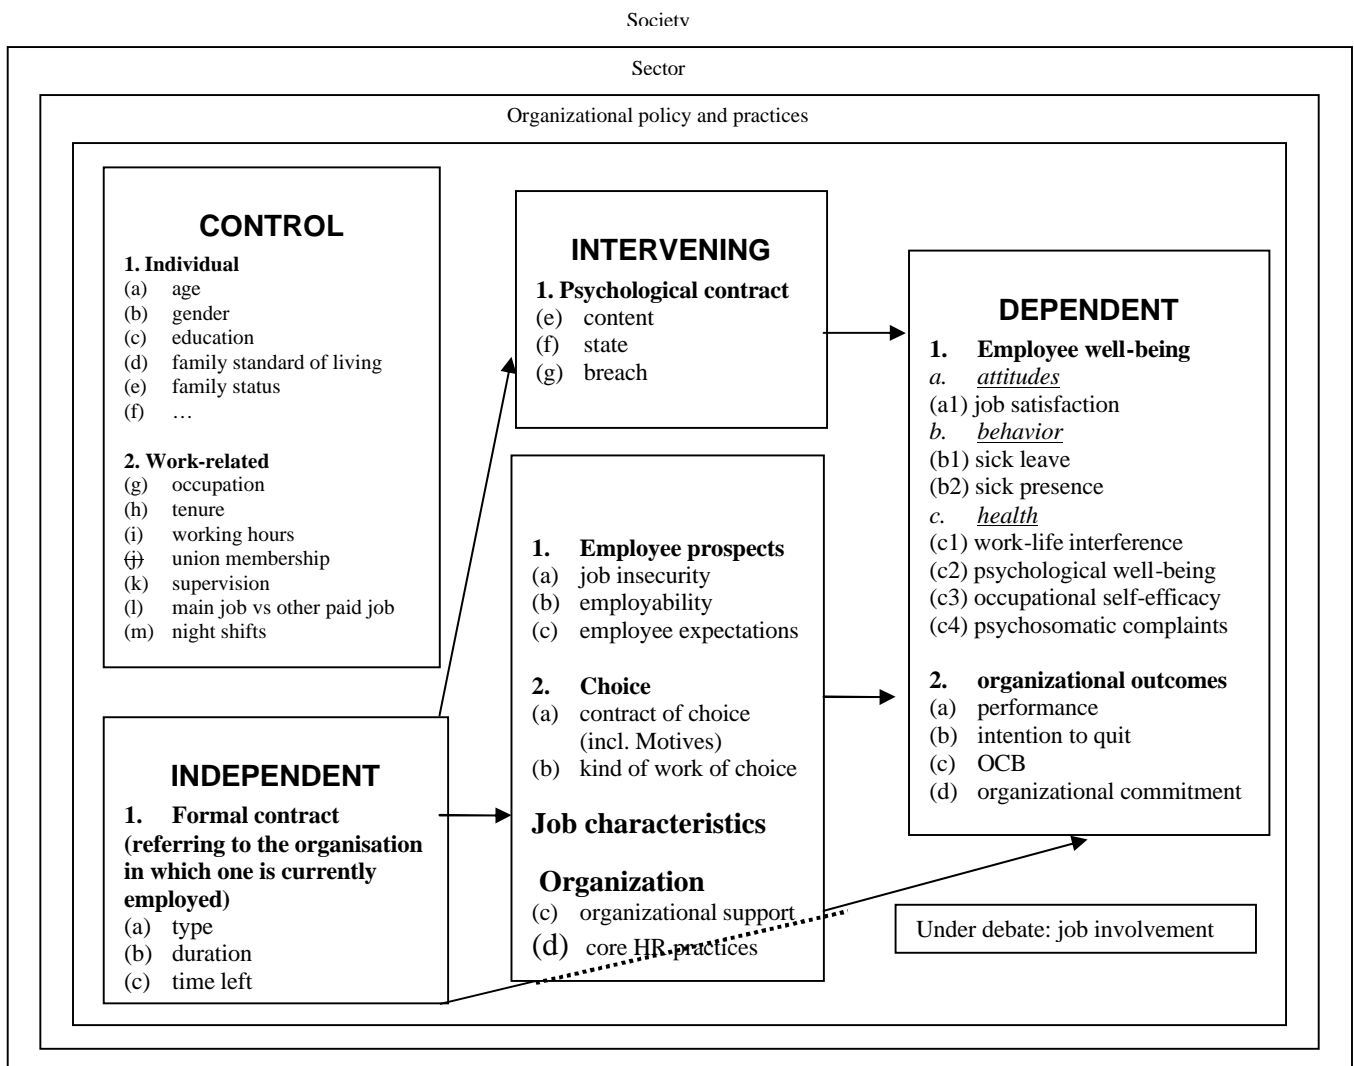 Society
Sector
Organizational policy and practices
CONTROL
1. Individual
(a) age
(b) gender
(c) education
(d) family standard of living
(e) family status
(f) …
2. Work-related
(g) occupation
(h) tenure
(i) working hours
(j) union membership
(k) supervision
(l) main job vs other paid job
(m) night shifts
INDEPENDENT
1. Formal contract
(referring to the organisation
in which one is currently
employed)
(a) type
(b) duration
(c) time left
INTERVENING
1. Psychological contract
(e) content
(f) state
(g) breach
1. Employee prospects
(a) job insecurity
(b) employability
(c) employee expectations
2. Choice
(a) contract of choice
(incl. Motives)
(b) kind of work of choice
Job characteristics
Organization
(c) organizational support
(d) core HR practices
DEPENDENT
1. Employee well-being
a. attitudes
(a1) job satisfaction
b. behavior
(b1) sick leave
(b2) sick presence
c. health
(c1) work-life interference
(c2) psychological well-being
(c3) occupational self-efficacy
(c4) psychosomatic complaints
2. organizational outcomes
(a) performance
(b) intention to quit
(c) OCB
(d) organizational commitment
Under debate: job involvement